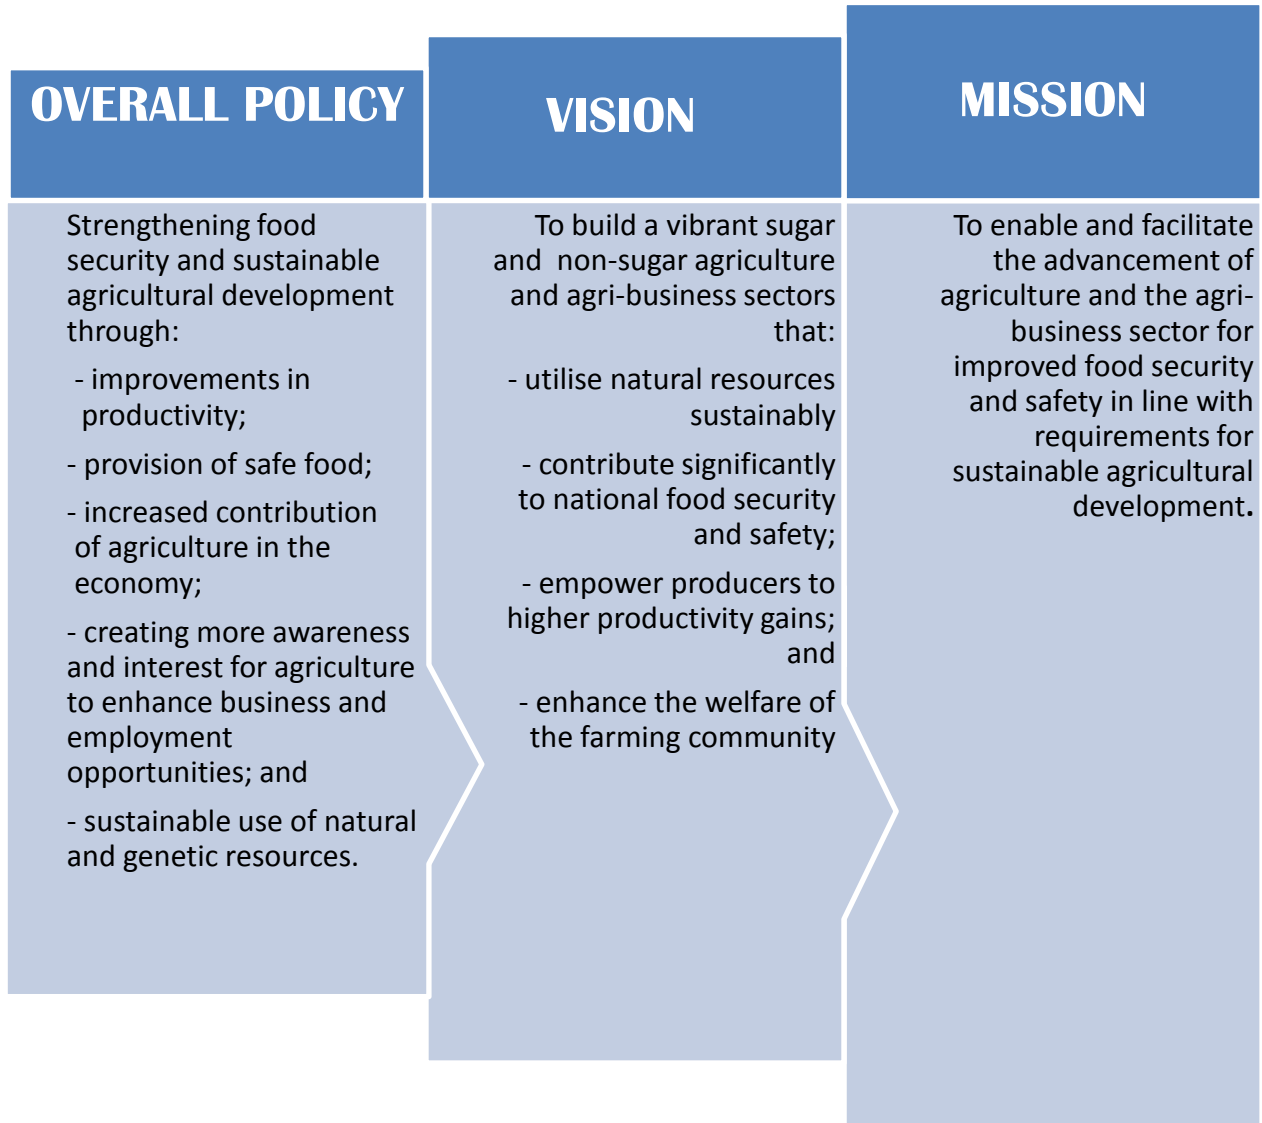 OVERALL POLICY
Strengthening food
security and sustainable
agricultural development
through:
- improvements in
productivity;
- provision of safe food;
- increased contribution
of agriculture in the
economy;
- creating more awareness
and interest for agriculture
to enhance business and
employment
opportunities; and
- sustainable use of natural
and genetic resources.
VISION
To build a vibrant sugar
and non-sugar agriculture
and agri-business sectors
that:
- utilise natural resources
sustainably
- contribute significantly
to national food security
and safety;
- empower producers to
higher productivity gains;
and
- enhance the welfare of
the farming community
MISSION
To enable and facilitate
the advancement of
agriculture and the agri-
business sector for
improved food security
and safety in line with
requirements for
sustainable agricultural
development.